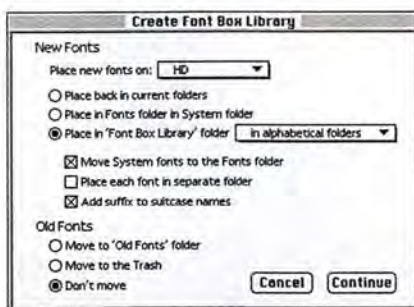 Create Font Box Library
New Fonts
Place new fonts on: HD
Place back in current folders
Place in Fonts folder in System folder
Place in 'Font Box Library' folder in alphabetical folders
Move System fonts to the Fonts folder
Place each font in separate folder
Add suffix to suitcase names
Old Fonts
Move to 'Old Fonts' folder
Move to the Trash
Don't move
Cancel Continue